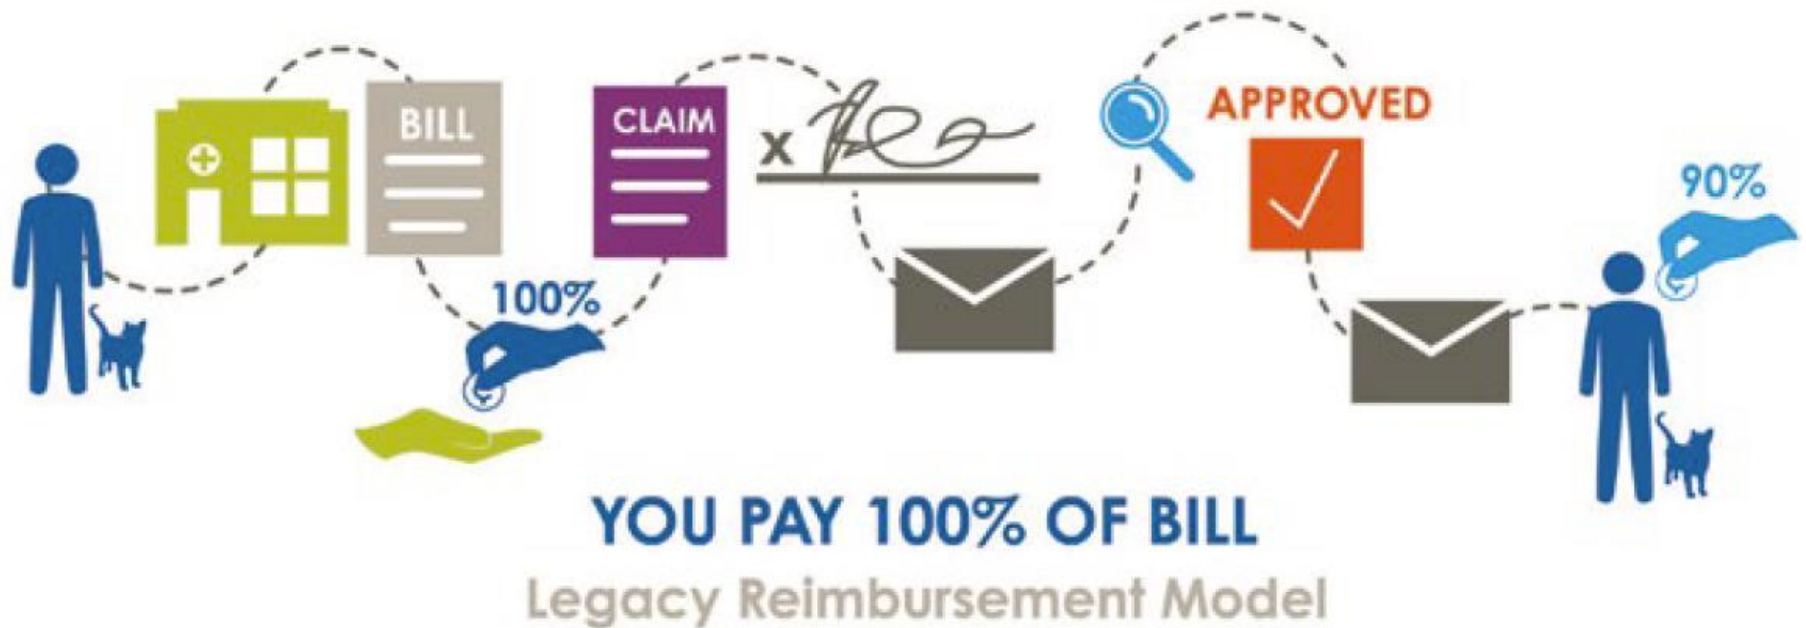 BILL
100%
CLAIM
x
APPROVED
90%
YOU PAY 100% OF BILL
Legacy Reimbursement Model